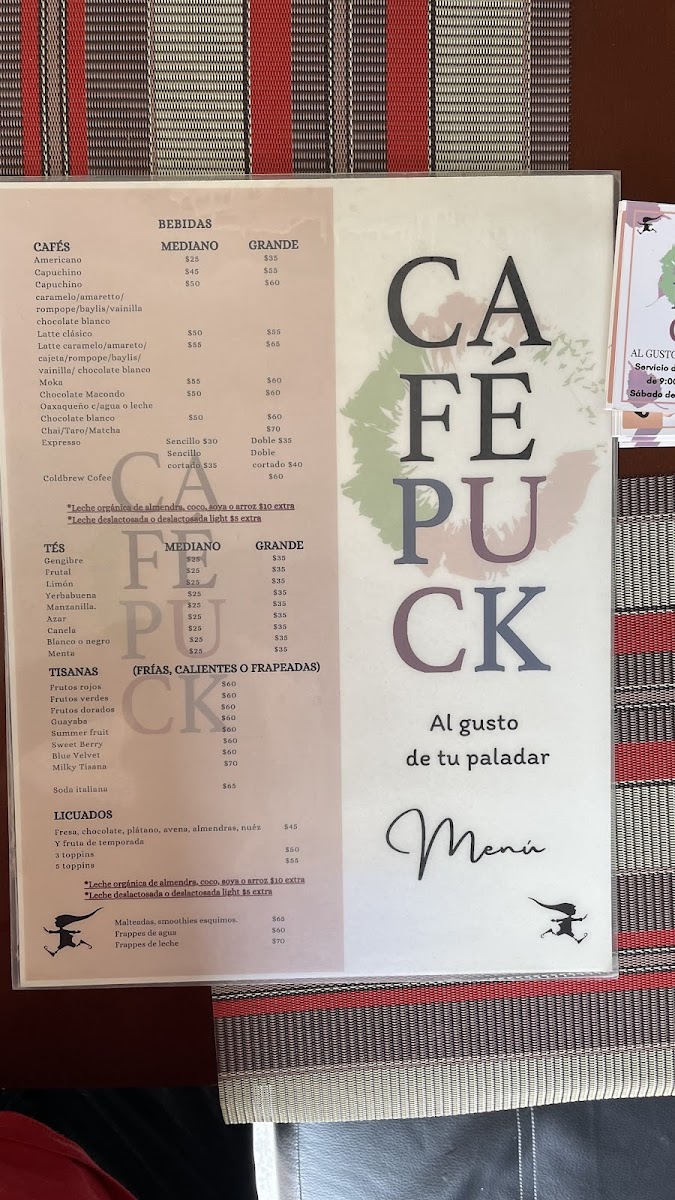 BEBIDAS
CAFÉS MEDIANO GRANDE
Americano $25 $35
Capuchino $45 $55
Capuchino $50 $60
caramelo/amaretto/
rompope/baylis/vainilla
chocolate blanco
Latte clásico $50 $55
Latte caramelo/amareto/ $55 $65
cajeta/rompope/baylis/
vainilla/ chocolate blanco
Moka $55 $60
Chocolate Macondo $50 $60
Oaxaqueño c/agua o leche
Chocolate blanco $50 $60
Chai/Taro/Matcha $70
Expresso Sencillo $30 Doble $35
Sencillo Doble
cortado $35 cortado $40
Coldbrew Cofee $60
*Leche orgánica de almendra, coco, soya o arroz $10 extra
*Leche deslactosada o deslactosada light $5 extra
TÉS MEDIANO GRANDE
Gengibre $25 $35
Frutal $25 $35
Limón $25 $35
Yerbabuena $25 $35
Manzanilla. $25 $35
Azar $25 $35
Canela $25 $35
Blanco o negro $25 $35
Menta $25 $35
TISANAS (FRÍAS, CALIENTES O FRAPEADAS)
Frutos rojos $60
Frutos verdes $60
Frutos dorados $60
Guayaba $60
Summer fruit $60
Sweet Berry $60
Blue Velvet $60
Milky Tisana $70
Soda italiana $65
LICUADOS
Fresa, chocolate, plátano, avena, almendras, nuéz $45
Y fruta de temporada
3 toppins $50
5 toppins $55
*Leche orgánica de almendra, coco, soya o arroz $10 extra
*Leche deslactosada o deslactosada light $5 extra
Malteadas, smoothies esquimos. $65
Frappes de agua $60
Frappes de leche $70
CA
FÉ
PU
CK
CA
FÉ
PU
CK
Al gusto
de tu paladar
Menú
AL GUSTO
Servicio d
de 9:00
Sábado de